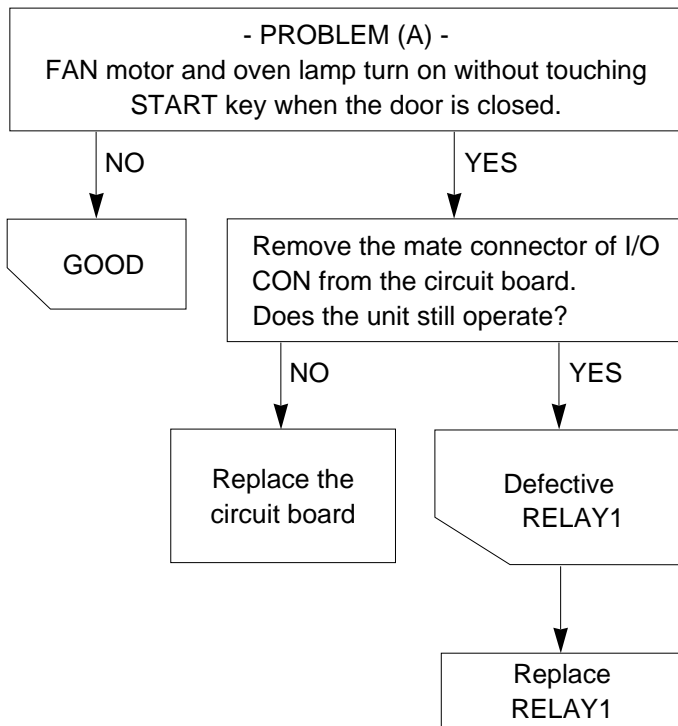 - PROBLEM (A) -
FAN motor and oven lamp turn on without touching
START key when the door is closed.
NO
YES
GOOD
Remove the mate connector of I/O
CON from the circuit board.
Does the unit still operate?
NO
YES
Replace the
circuit board
Defective
RELAY1
Replace
RELAY1